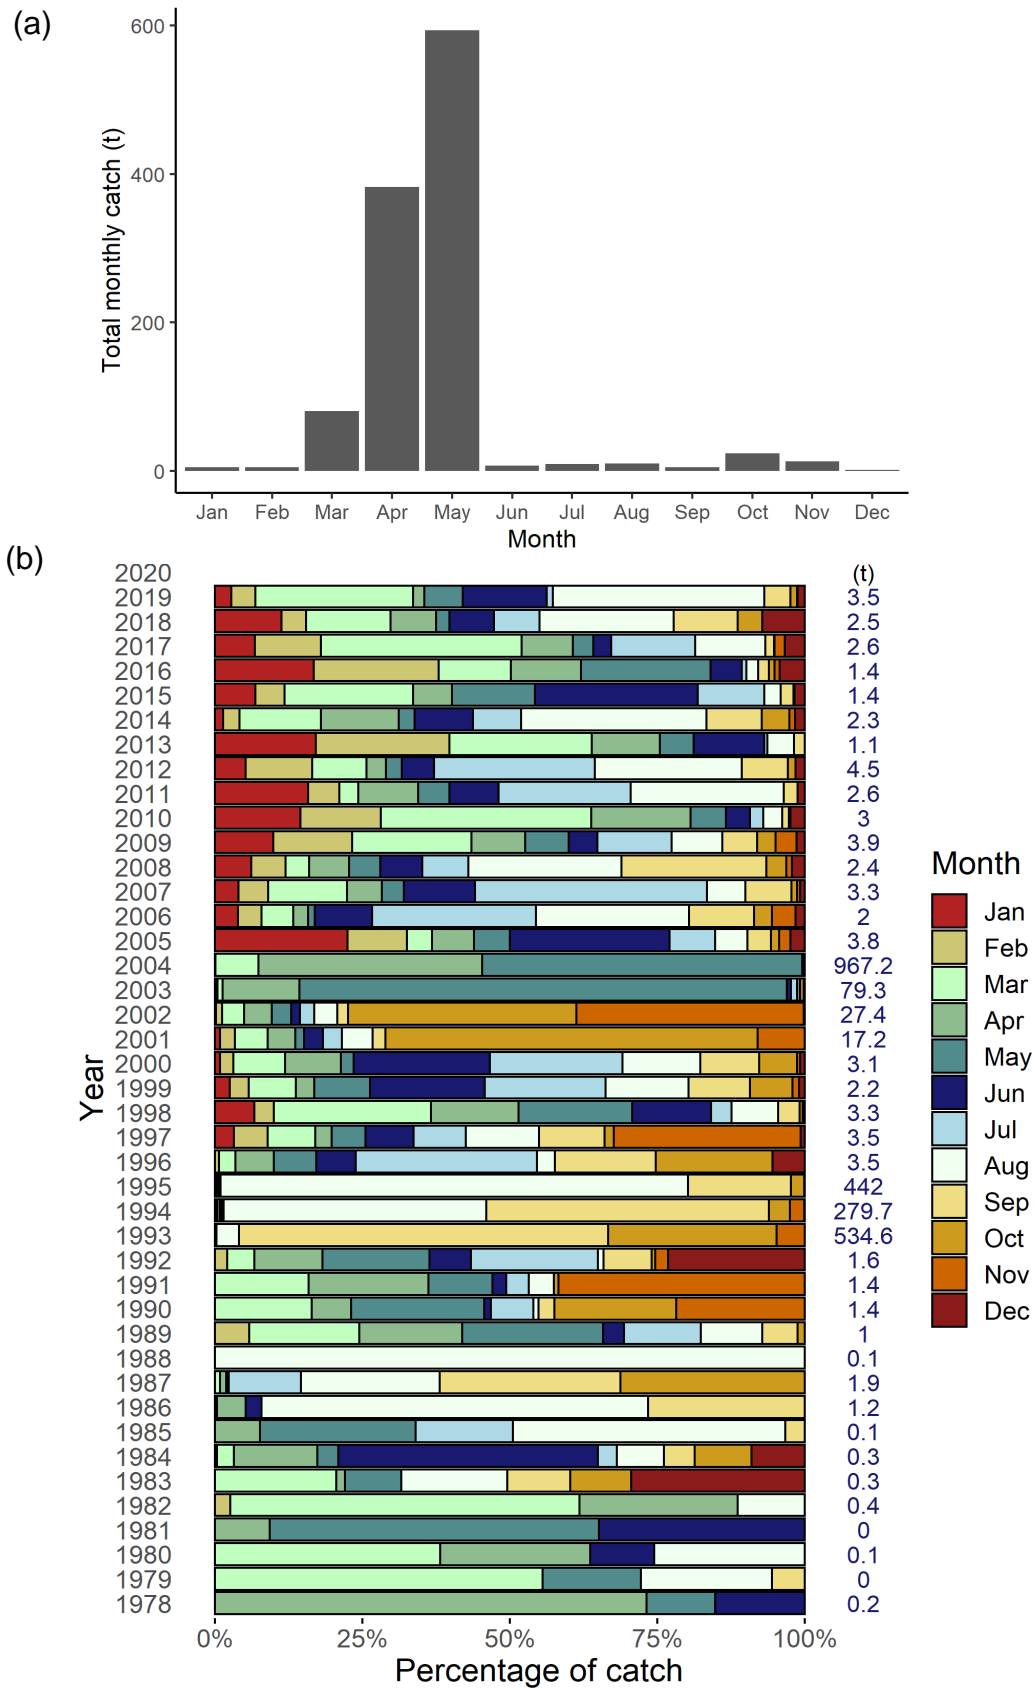 (a)
Total monthly catch (t)
600
400
200
0
Jan Feb Mar Apr May Jun Jul Aug Sep Oct Nov Dec
Month
(b)
Year
2020 (t)
2019 3.5
2018 2.5
2017 2.6
2016 1.4
2015 1.4
2014 2.3
2013 1.1
2012 4.5
2011 2.6
2010 3
2009 3.9
2008 2.4
2007 3.3
2006 2
2005 3.8
2004 967.2
2003 79.3
2002 27.4
2001 17.2
2000 3.1
1999 2.2
1998 3.3
1997 3.5
1996 3.5
1995 442
1994 279.7
1993 534.6
1992 1.6
1991 1.4
1990 1.4
1989 1
1988 0.1
1987 1.9
1986 1.2
1985 0.1
1984 0.3
1983 0.3
1982 0.4
1981 0
1980 0.1
1979 0
1978 0.2
0% 25% 50% 75% 100%
Percentage of catch
Month
Jan
Feb
Mar
Apr
May
Jun
Jul
Aug
Sep
Oct
Nov
Dec